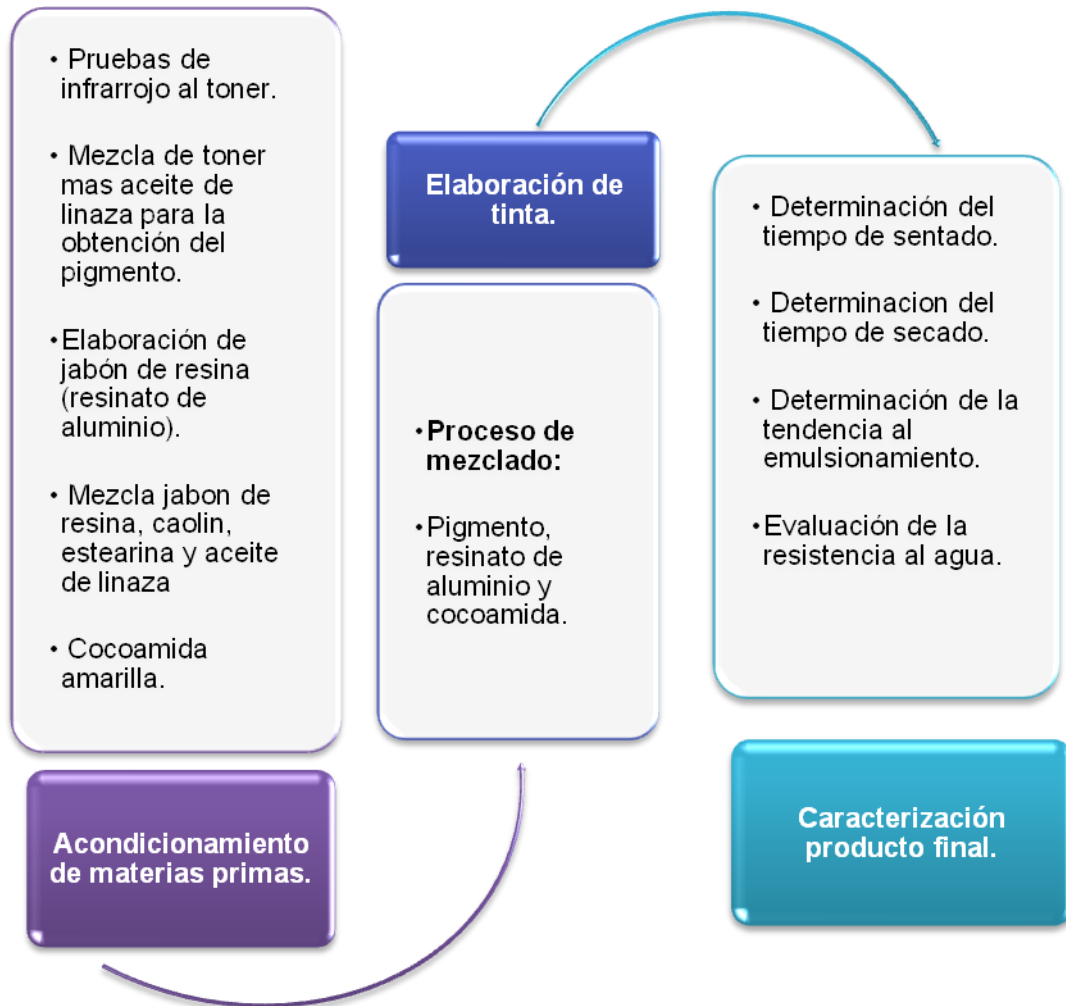 • Pruebas de
infrarrojo al toner.
• Mezcla de toner
mas aceite de
linaza para la
obtención del
pigmento.
•Elaboración de
jabón de resina
(resinato de
aluminio).
• Mezcla jabon de
resina, caolin,
estearina y aceite
de linaza
• Cocoamida
amarilla.
Acondicionamiento
de materias primas.
Elaboración de
tinta.
•Proceso de
mezclado:
•Pigmento,
resinato de
aluminio y
cocoamida.
• Determinación del
tiempo de sentado.
• Determinacion del
tiempo de secado.
• Determinación de la
tendencia al
emulsionamiento.
•Evaluación de la
resistencia al agua.
Caracterización
producto final.